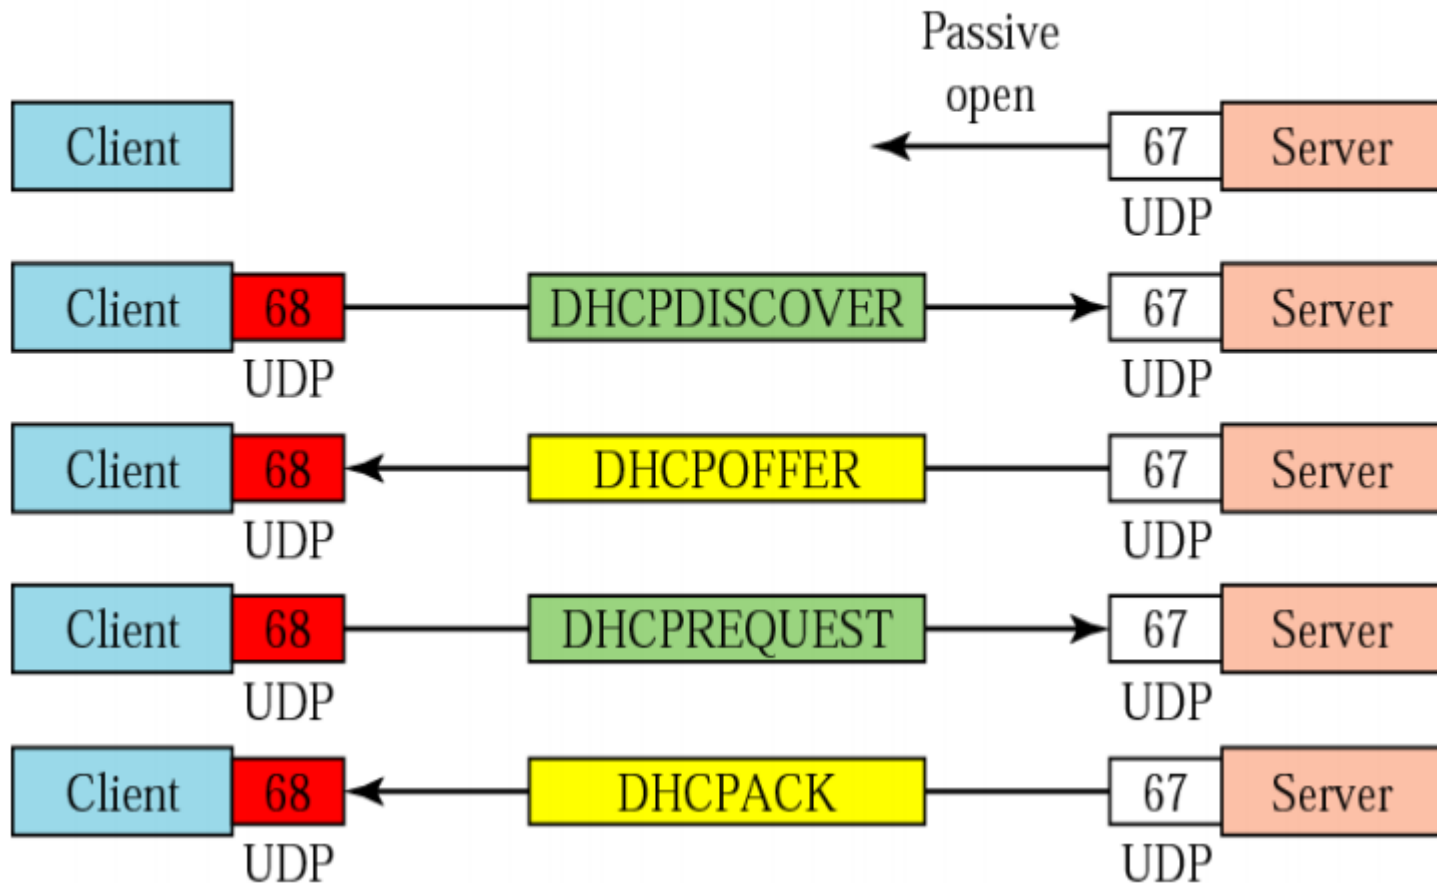 Passive
open
Client 67 Server
UDP
Client 68 DHCPDISCOVER 67 Server
UDP UDP
Client 68 DHCPOFFER 67 Server
UDP UDP
Client 68 DHCPREQUEST 67 Server
UDP UDP
Client 68 DHCPACK 67 Server
UDP UDP